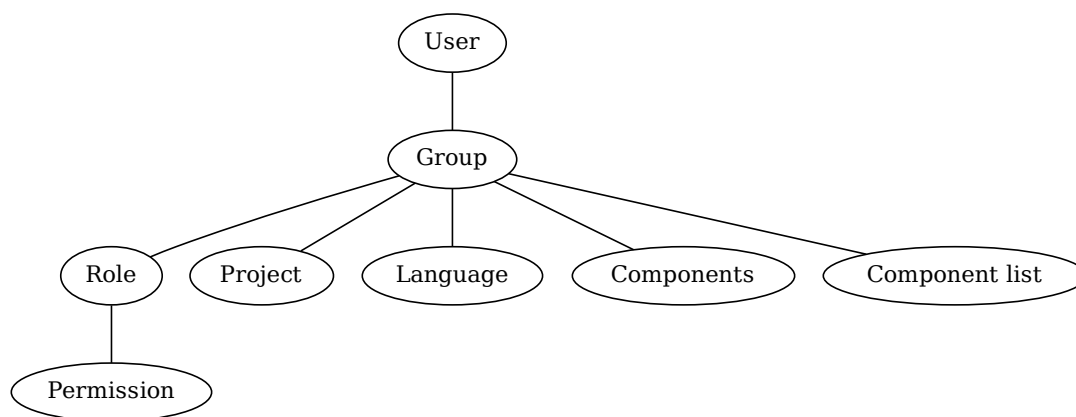 User
Group
Role
Project
Language
Components
Component list
Permission